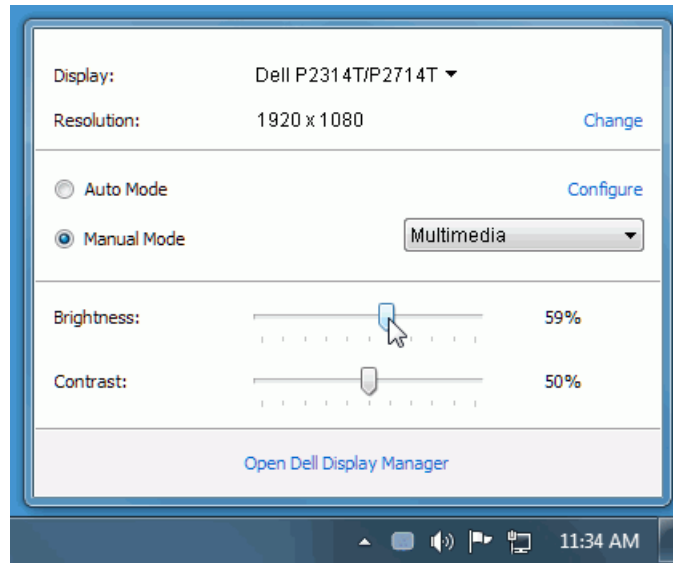 Display: Dell P2314T/P2714T
Resolution: 1920 x 1080 Change
Auto Mode Configure
Manual Mode Multimedia
Brightness: 59%
Contrast: 50%
Open Dell Display Manager
11:34 AM